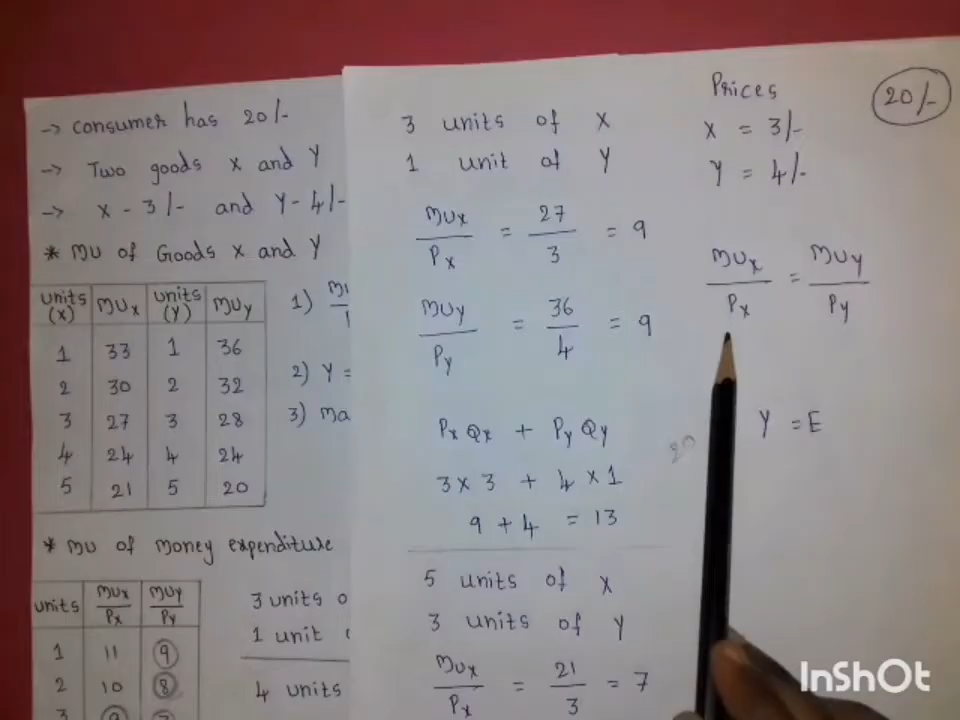 -> consumer has 20/-
-> Two goods X and Y
-> X - 3/- and Y - 4/-
* MU of Goods X and Y
units (x) MUx units (y) MUy
1 33 1 36
2 30 2 32
3 27 3 28
4 24 4 24
5 21 5 20
1)
2) Y =
3) Ma
* MU of money expenditure
units MUx/Px MUy/Py
1 11 9
2 10 8
3 9 7
3 units o
1 unit
4 units
3 units of X
1 unit of Y
MUx/Px = 27/3 = 9
MUy/Py = 36/4 = 9
PxQx + PyQy
3 x 3 + 4 x 1
9 + 4 = 13
5 units of X
3 units of Y
MUx/Px = 21/3 = 7
Prices
X = 3/-
Y = 4/-
20/-
MUx/Px = MUy/Py
20
Y = E
InShOt